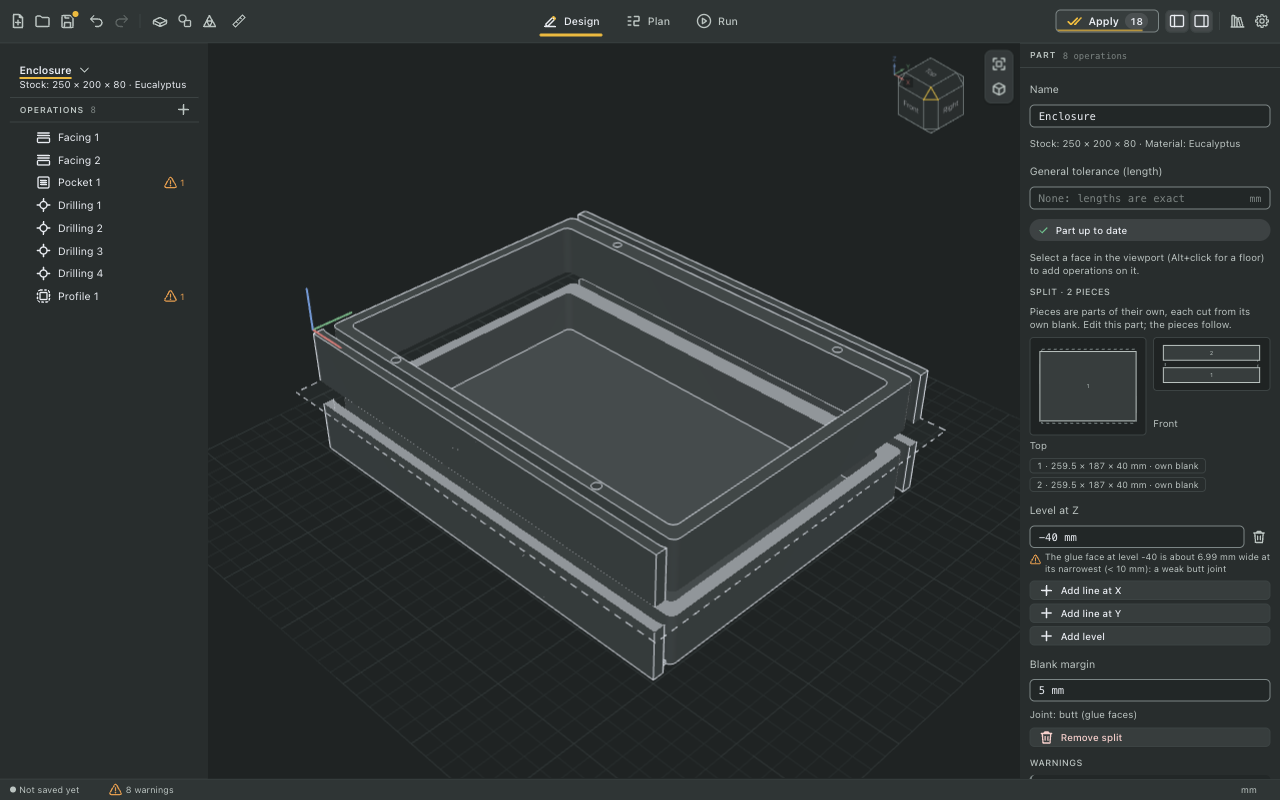 Design
Plan
Run
Apply 18
Enclosure
Stock: 250 × 200 × 80 · Eucalyptus
OPERATIONS 8
Facing 1
Facing 2
Pocket 1
1
Drilling 1
Drilling 2
Drilling 3
Drilling 4
Profile 1
1
Top
Front
Right
PART 8 operations
Name
Enclosure
Stock: 250 × 200 × 80 · Material: Eucalyptus
General tolerance (length)
None: lengths are exact mm
Part up to date
Select a face in the viewport (Alt+click for a floor)
to add operations on it.
SPLIT · 2 PIECES
Pieces are parts of their own, each cut from its
own blank. Edit this part; the pieces follow.
1
2
1
Front
Top
1 · 259.5 × 187 × 40 mm · own blank
2 · 259.5 × 187 × 40 mm · own blank
Level at Z
−40 mm
The glue face at level -40 is about 6.99 mm wide at
its narrowest (< 10 mm): a weak butt joint
Add line at X
Add line at Y
Add level
Blank margin
5 mm
Joint: butt (glue faces)
Remove split
WARNINGS
Not saved yet
8 warnings
mm